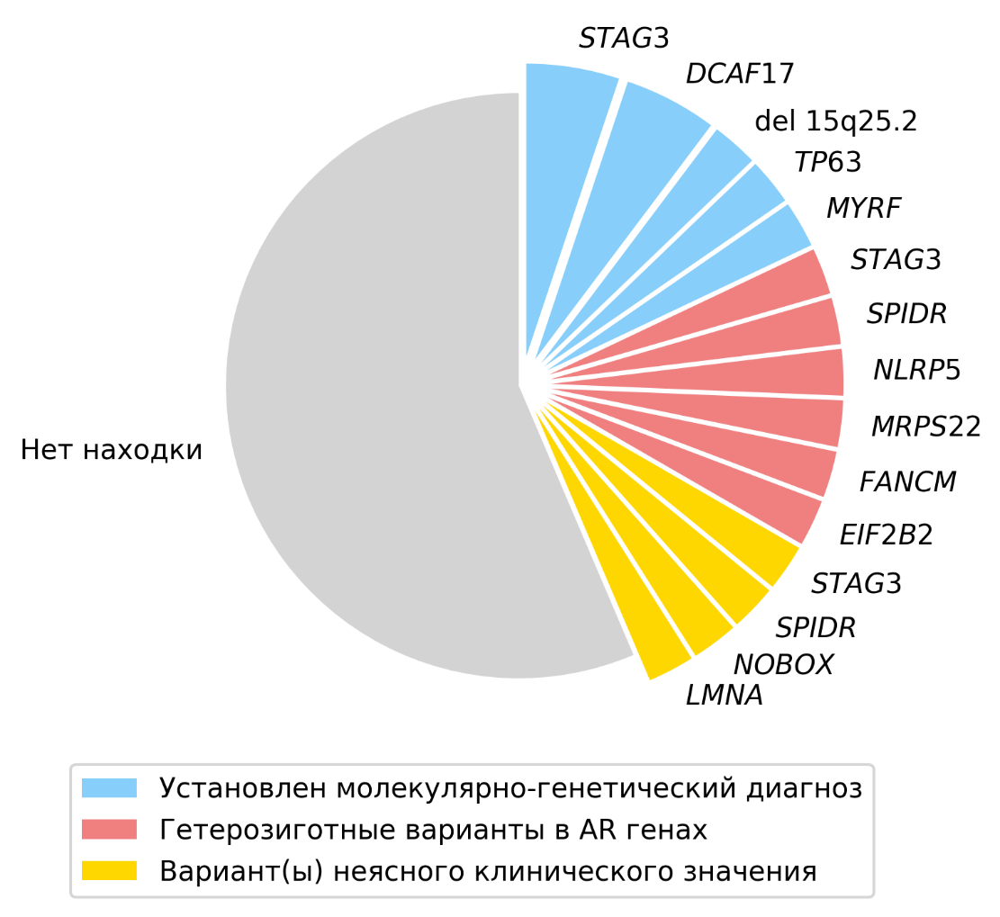 STAG3
DCAF17
del 15q25.2
TP63
MYRF
STAG3
SPIDR
NLRP5
MRPS22
Нет находки
FANCM
EIF2B2
STAG3
SPIDR
NOBOX
LMNA
Установлен молекулярно-генетический диагноз
Гетерозиготные варианты в AR генах
Вариант(ы) неясного клинического значения